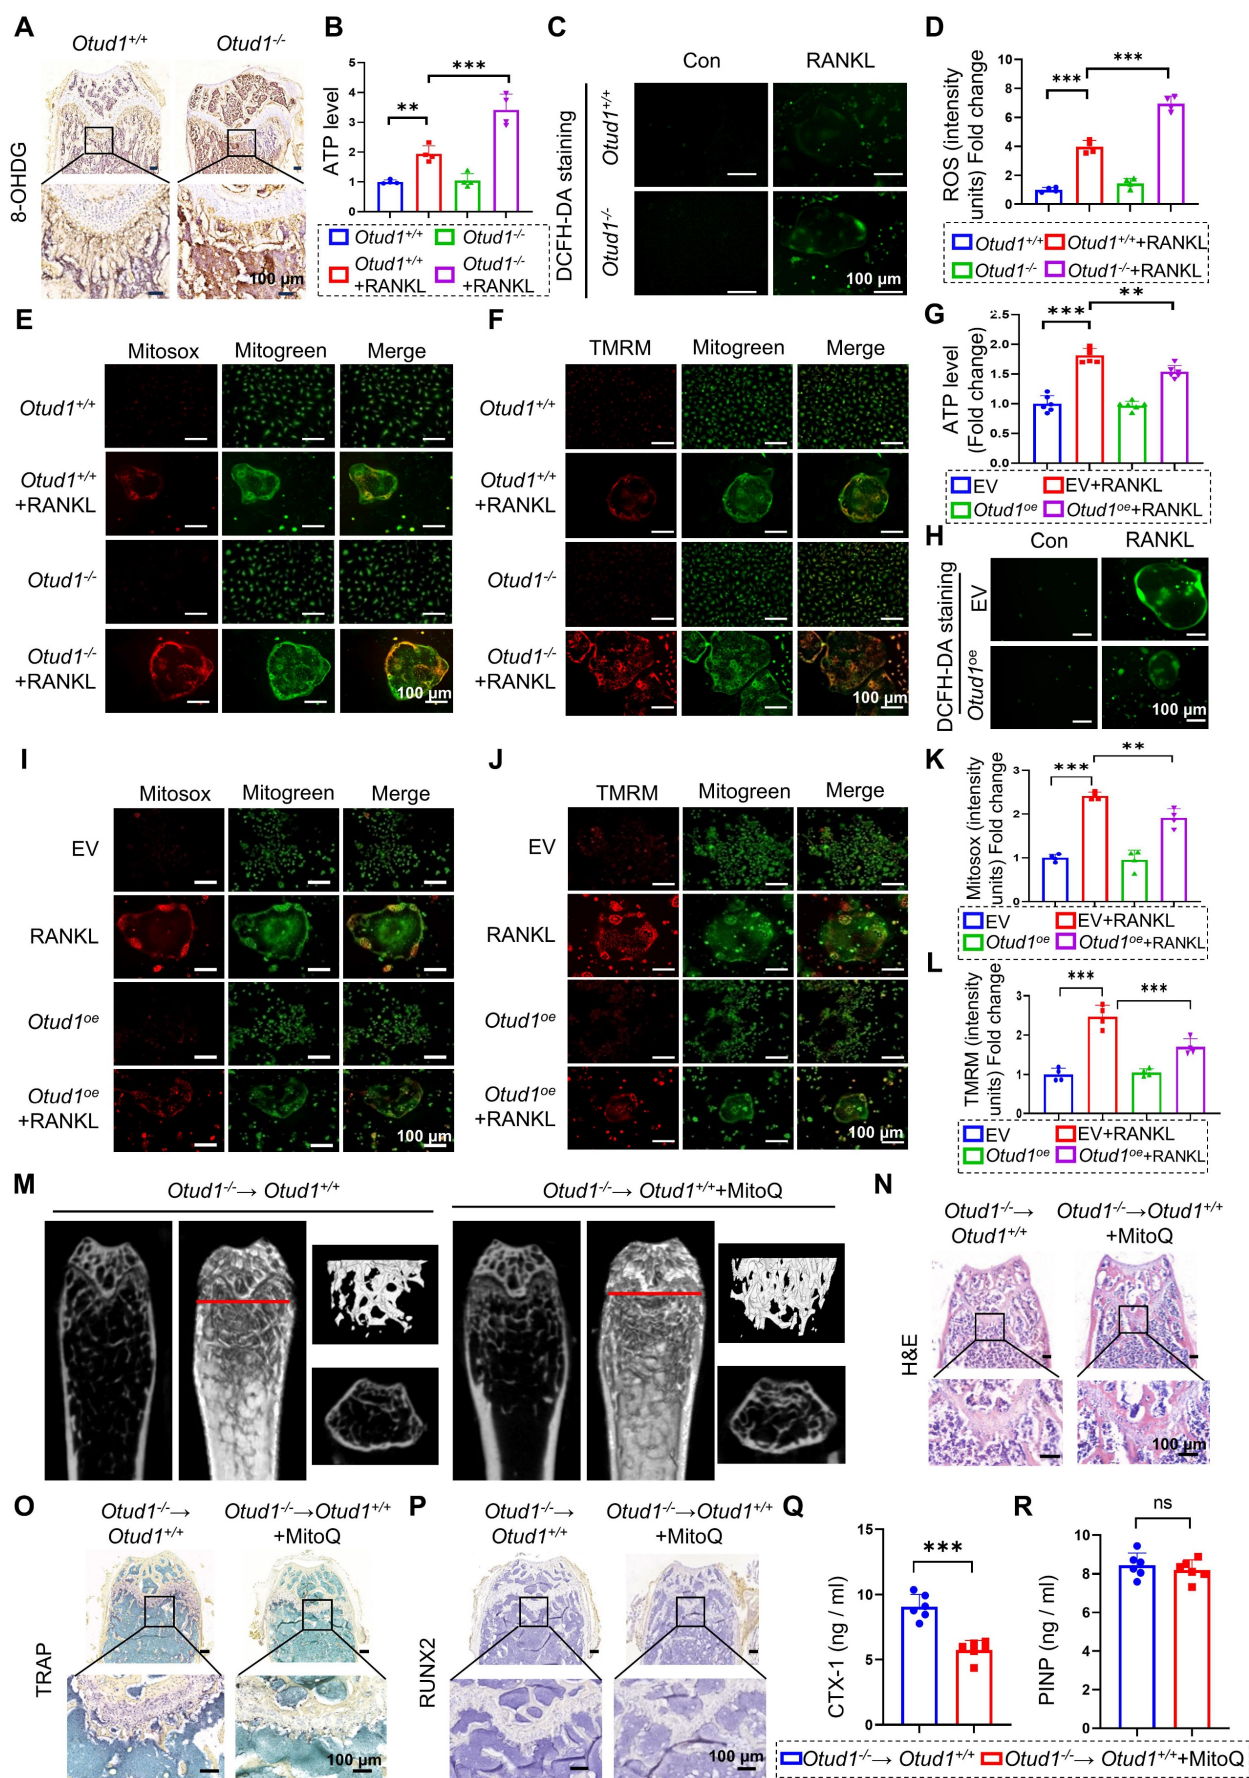 A
Otud1+/+
Otud1-/-
8-OHDG
100 μm
B
ATP level
5
4
3
2
1
0
**
***
Otud1+/+
Otud1-/-
Otud1+/+
+RANKL
Otud1-/-
+RANKL
C
Con
RANKL
DCFH-DA staining
Otud1+/+
Otud1-/-
100 μm
D
ROS (intensity
units) Fold change
10
8
6
4
2
0
***
***
Otud1+/+
Otud1+/++RANKL
Otud1-/-
Otud1-/-+RANKL
E
Mitosox
Mitogreen
Merge
Otud1+/+
Otud1+/+
+RANKL
Otud1-/-
Otud1-/-
+RANKL
100 μm
F
TMRM
Mitogreen
Merge
Otud1+/+
Otud1+/+
+RANKL
Otud1-/-
Otud1-/-
+RANKL
100 μm
G
ATP level
(Fold change)
2.5
2.0
1.5
1.0
0.5
0.0
***
**
EV
EV+RANKL
Otud1oe
Otud1oe+RANKL
H
Con
RANKL
DCFH-DA staining
EV
Otud1oe
100 μm
I
Mitosox
Mitogreen
Merge
EV
RANKL
Otud1oe
Otud1oe
+RANKL
100 μm
J
TMRM
Mitogreen
Merge
EV
RANKL
Otud1oe
Otud1oe
+RANKL
100 μm
K
Mitosox (intensity
units) Fold change
3
2
1
0
***
**
EV
EV+RANKL
Otud1oe
Otud1oe+RANKL
L
TMRM (intensity
units) Fold change
3
2
1
0
***
***
EV
EV+RANKL
Otud1oe
Otud1oe+RANKL
M
Otud1-/-→ Otud1+/+
Otud1-/-→ Otud1+/++MitoQ
N
Otud1-/-→
Otud1+/+
Otud1-/-→Otud1+/+
+MitoQ
H&E
100 μm
O
Otud1-/-→
Otud1+/+
Otud1-/-→Otud1+/+
+MitoQ
TRAP
100 μm
P
Otud1-/-→
Otud1+/+
Otud1-/-→Otud1+/+
+MitoQ
RUNX2
100 μm
Q
CTX-1 (ng / ml)
15
10
5
0
***
R
PINP (ng / ml)
10
8
6
4
2
0
ns
Otud1-/-→ Otud1+/+
Otud1-/-→ Otud1+/++MitoQ